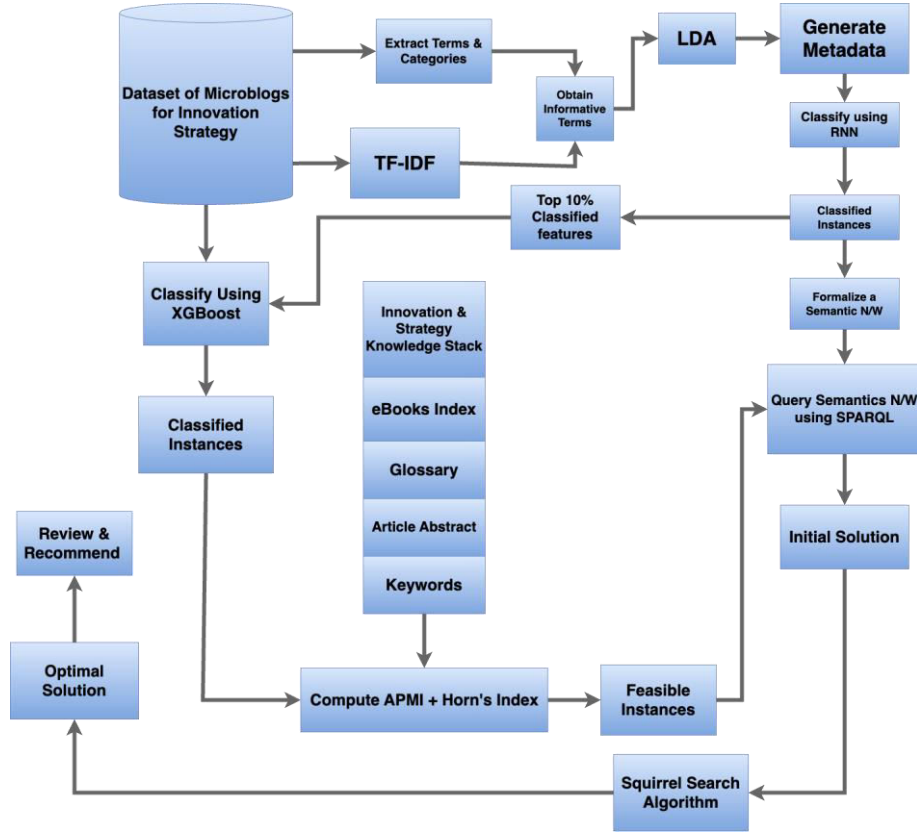 Dataset of Microblogs
for Innovation
Strategy
Extract Terms &
Categories
TF-IDF
Obtain
Informative
Terms
LDA
Generate
Metadata
Classify using
RNN
Classified
Instances
Top 10%
Classified
features
Classify Using
XGBoost
Classified
Instances
Formalize a
Semantic N/W
Innovation &
Strategy
Knowledge Stack
eBooks Index
Glossary
Article Abstract
Keywords
Query Semantics N/W
using SPARQL
Initial Solution
Review &
Recommend
Optimal
Solution
Compute APMI + Horn's Index
Feasible
Instances
Squirrel Search
Algorithm